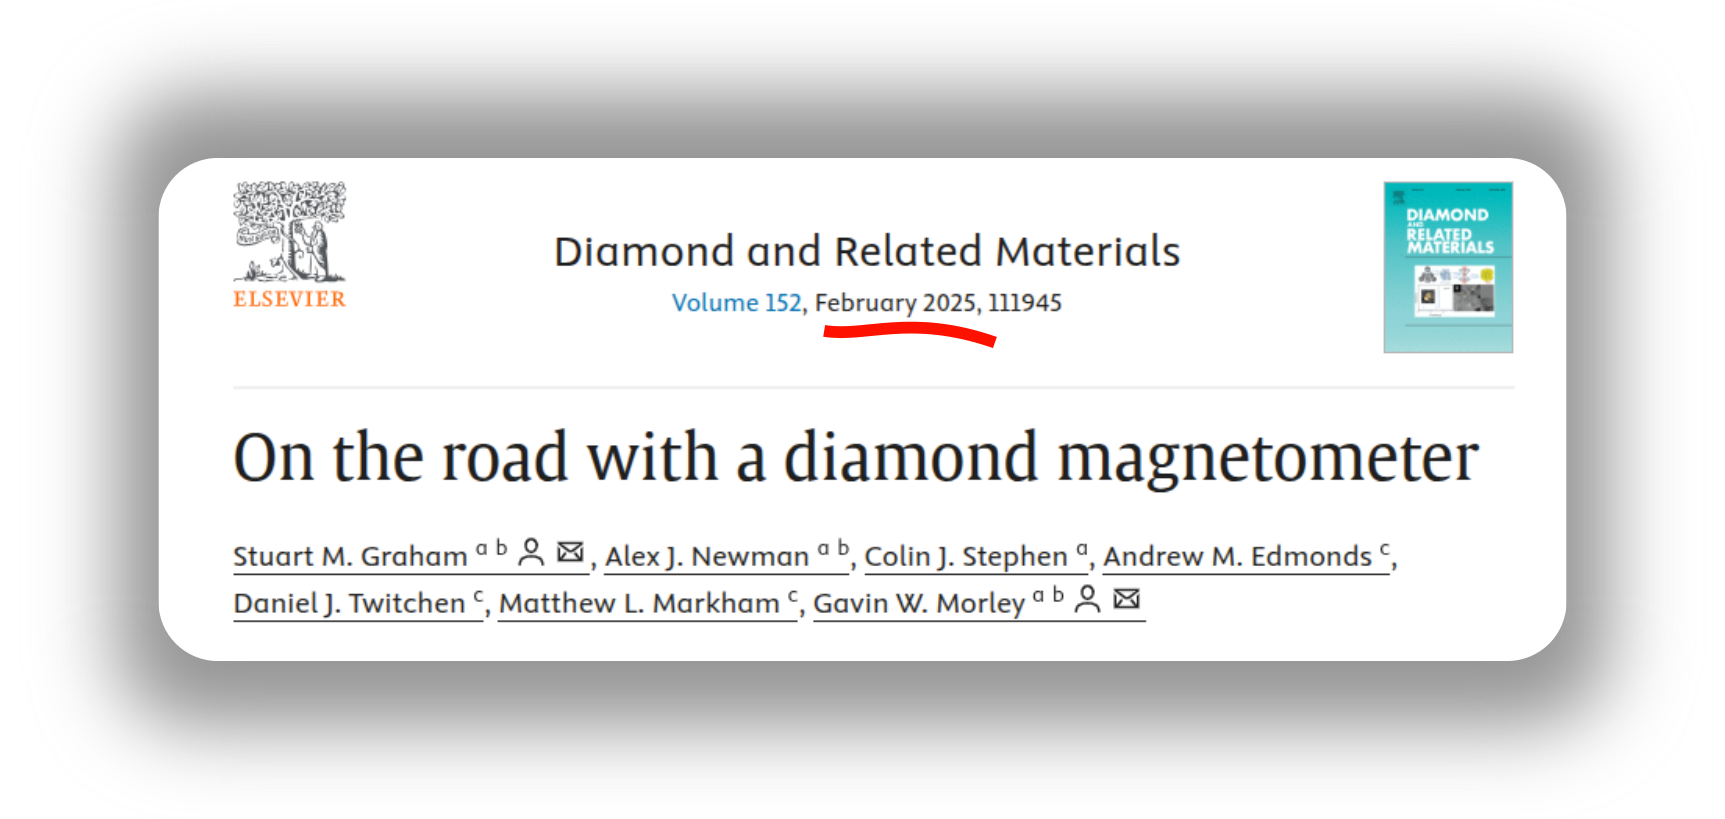 ELSEVIER
Diamond and Related Materials
Volume 152, February 2025, 111945
DIAMOND
AND
RELATED
MATERIALS
On the road with a diamond magnetometer
Stuart M. Graham a b, Alex J. Newman a b, Colin J. Stephen a, Andrew M. Edmonds c,
Daniel J. Twitchen c, Matthew L. Markham c, Gavin W. Morley a b